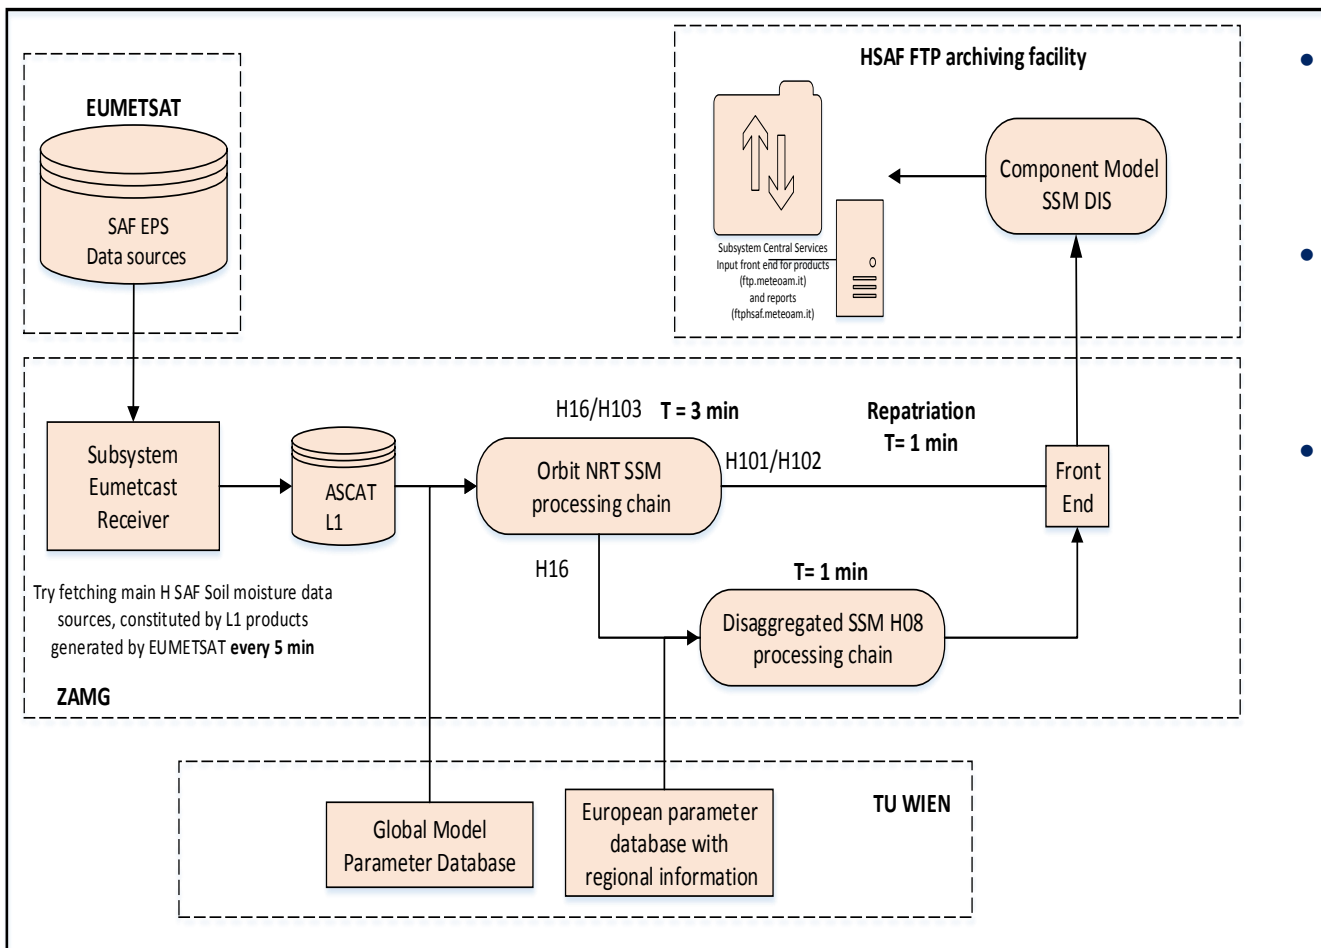 EUMETSAT
SAF EPS
Data sources
HSAF FTP archiving facility
Component Model
SSM DIS
Subsystem Central Services
Input front end for products
(ftp.meteoam.it)
and reports
(ftphsaf.meteoam.it)
Subsystem
Eumetcast
Receiver
ASCAT
L1
H16/H103
T = 3 min
Orbit NRT SSM
processing chain
H101/H102
Repatriation
T= 1 min
Front
End
H16
T= 1 min
Disaggregated SSM H08
processing chain
Try fetching main H SAF Soil moisture data
sources, constituted by L1 products
generated by EUMETSAT every 5 min
ZAMG
TU WIEN
Global Model
Parameter Database
European parameter
database with
regional information